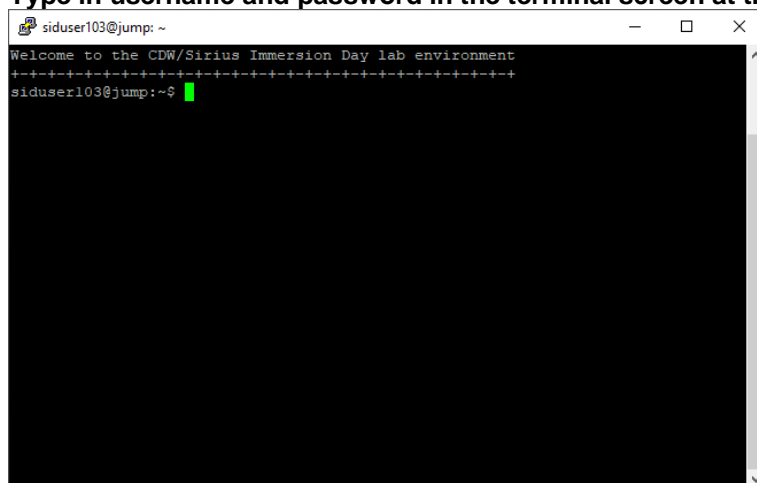 Type in username and password in the terminal screen at t
siduser103@jump: ~
Welcome to the CDW/Sirius Immersion Day lab environment
+-+-+-+-+-+-+-+-+-+-+-+-+-+-+-+-+-+-+-+-+-+-+-+-+-+-+-+
siduser103@jump:~$